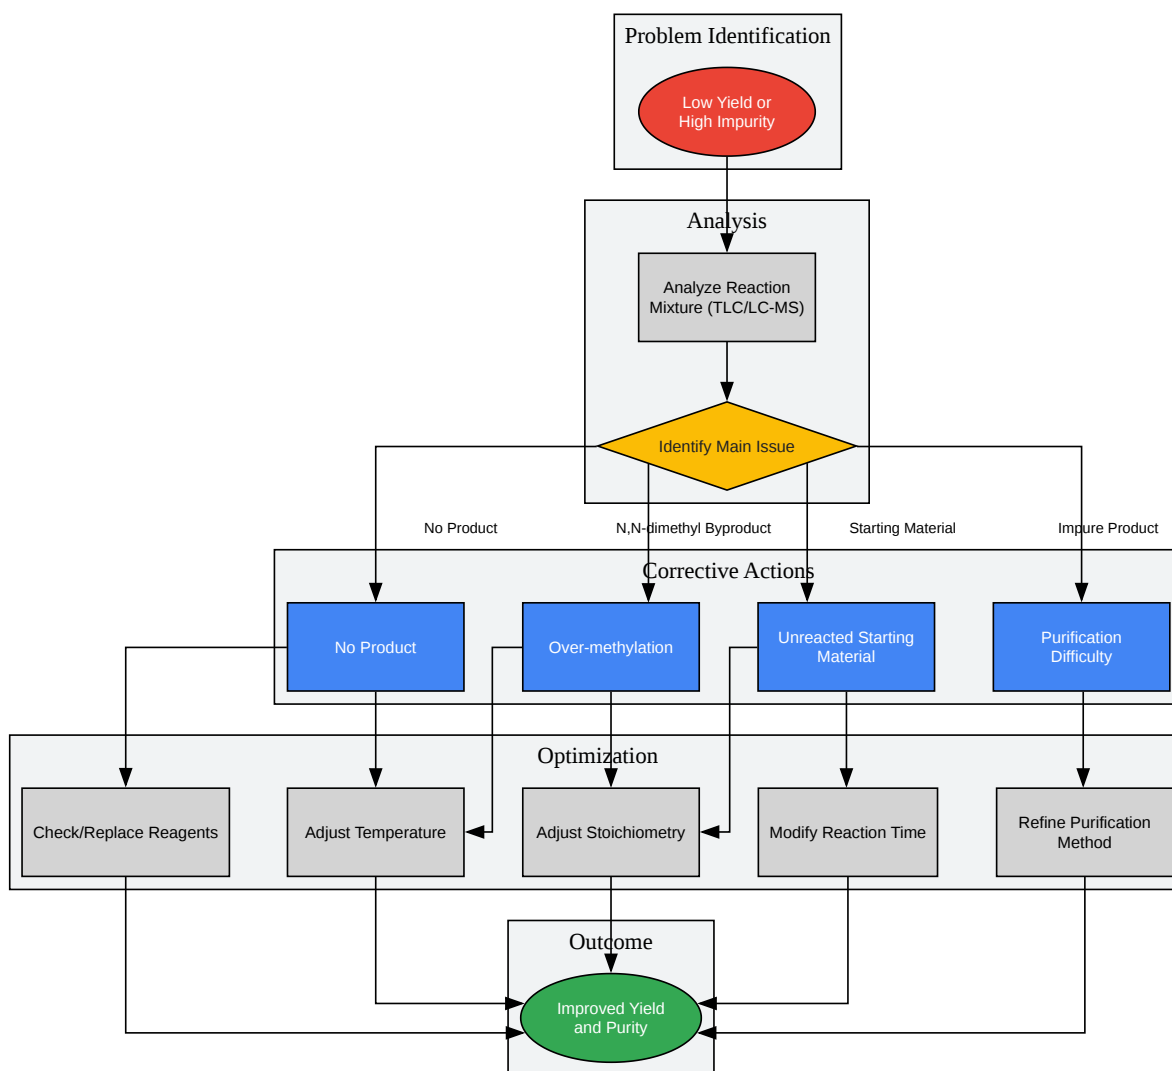 Problem Identification
Low Yield or
High Impurity
Analysis
Analyze Reaction
Mixture (TLC/LC-MS)
Identify Main Issue
No Product
N,N-dimethyl Byproduct
Starting Material
Impure Product
Corrective Actions
No Product
Over-methylation
Unreacted Starting
Material
Purification
Difficulty
Optimization
Check/Replace Reagents
Adjust Temperature
Adjust Stoichiometry
Modify Reaction Time
Refine Purification
Method
Outcome
Improved Yield
and Purity